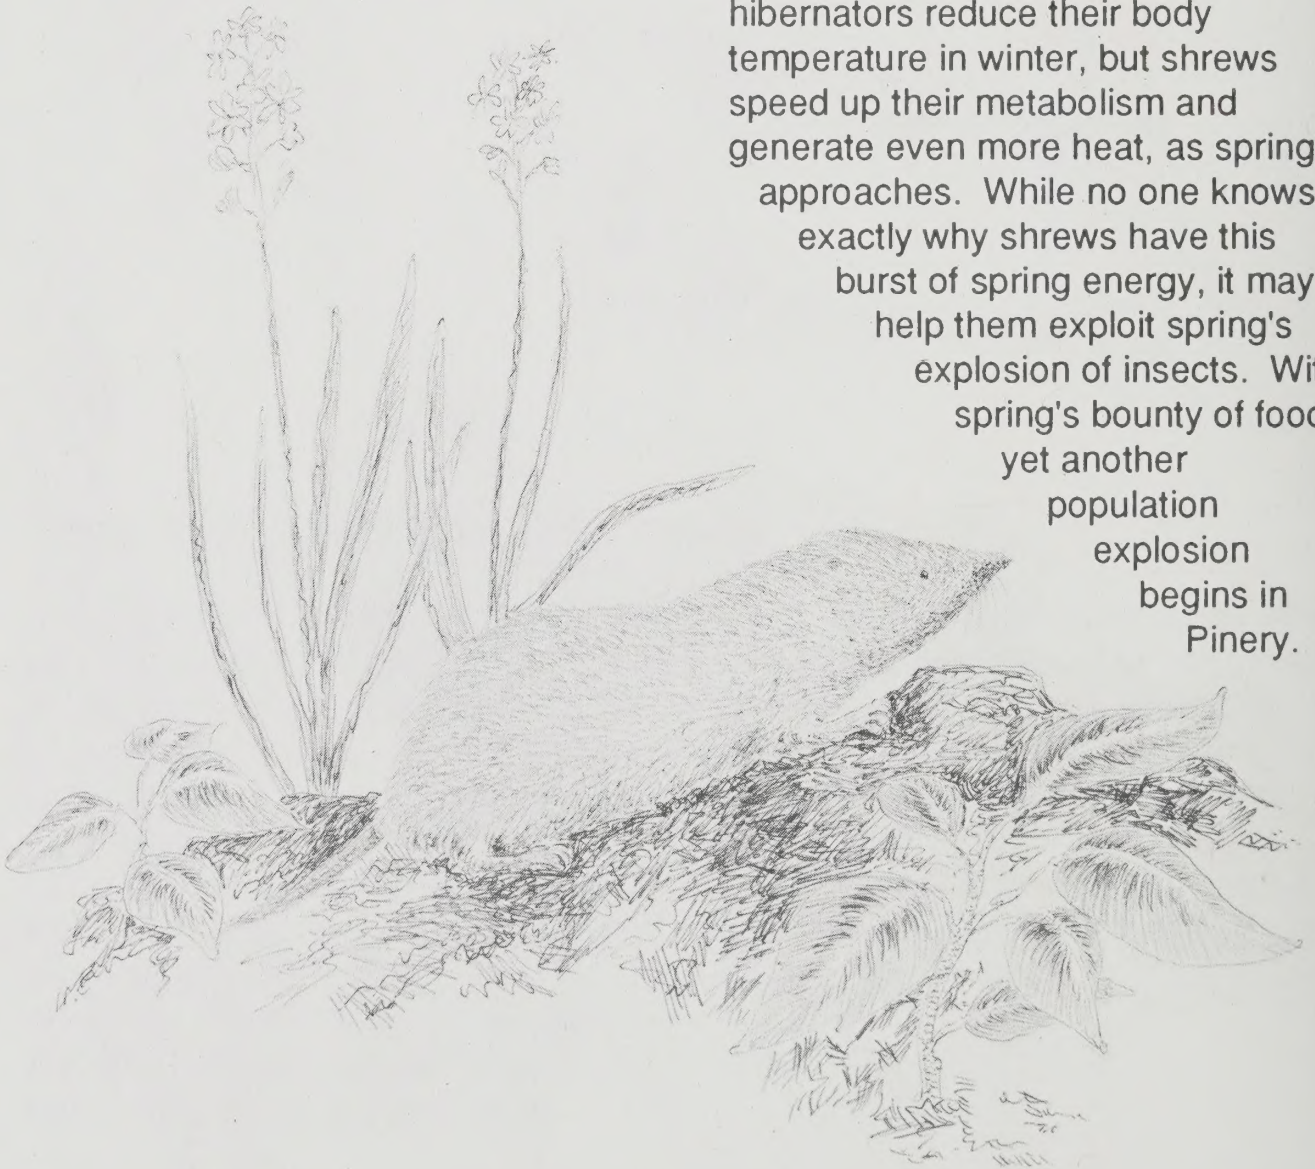 hibernators reduce their body
temperature in winter, but shrews
speed up their metabolism and
generate even more heat, as spring
approaches. While no one knows
exactly why shrews have this
burst of spring energy, it may
help them exploit spring's
explosion of insects.
spring's bounty of food
yet another
population
explosion
begins in
Pinery.